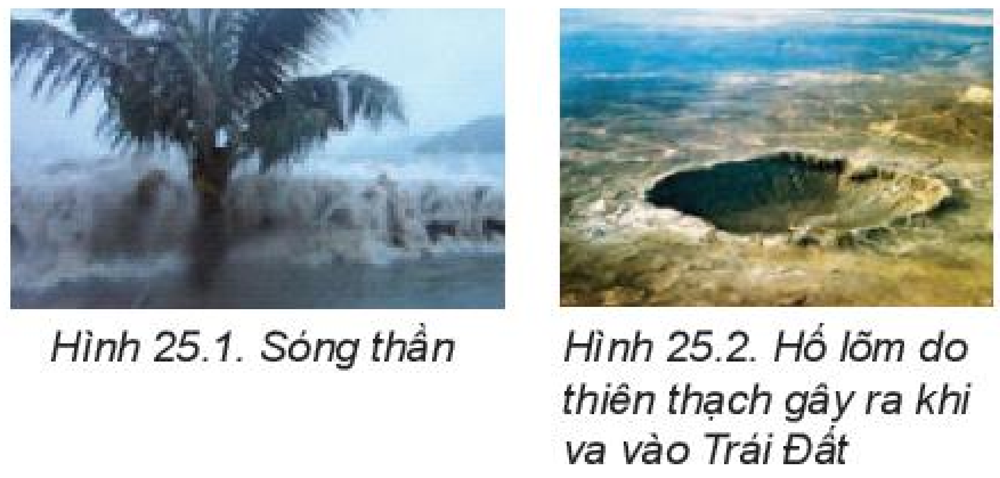 Hình 25.1. Sóng thần
Hình 25.2. Hố lõm do
thiên thạch gây ra khi
va vào Trái Đất